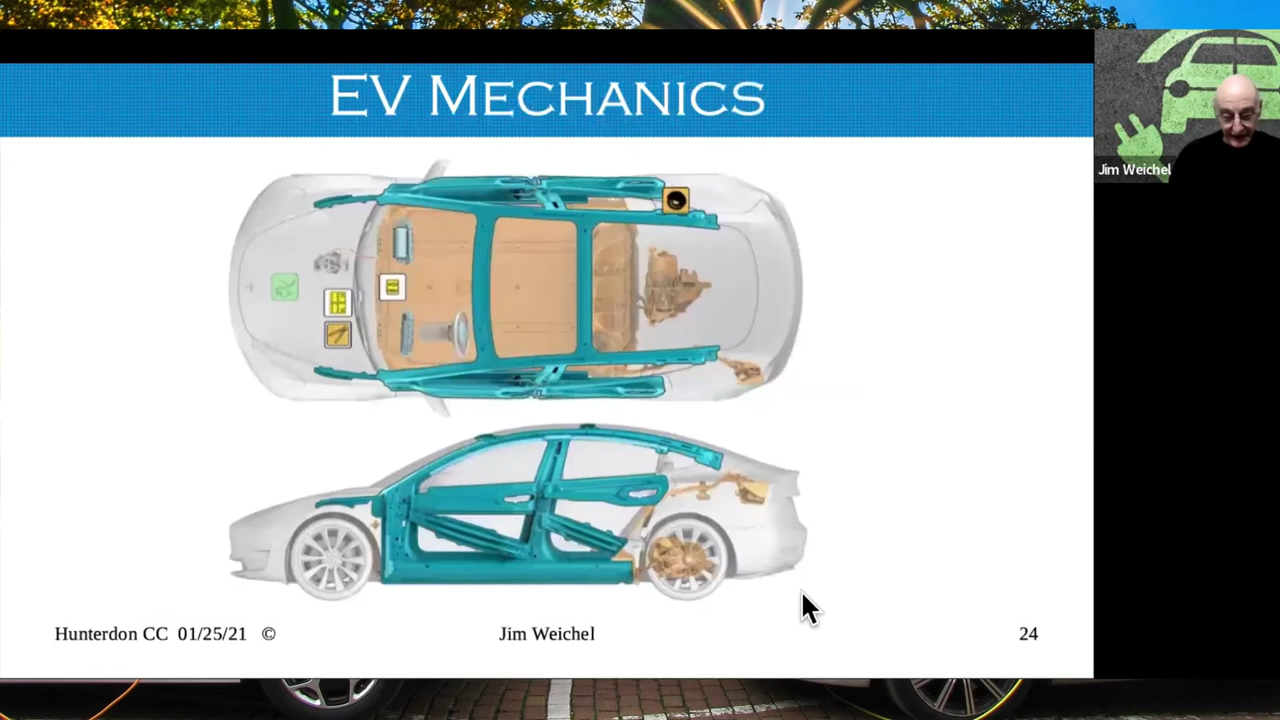 EV MECHANICS
Jim Weichel
Hunterdon CC 01/25/21 ©
Jim Weichel
24